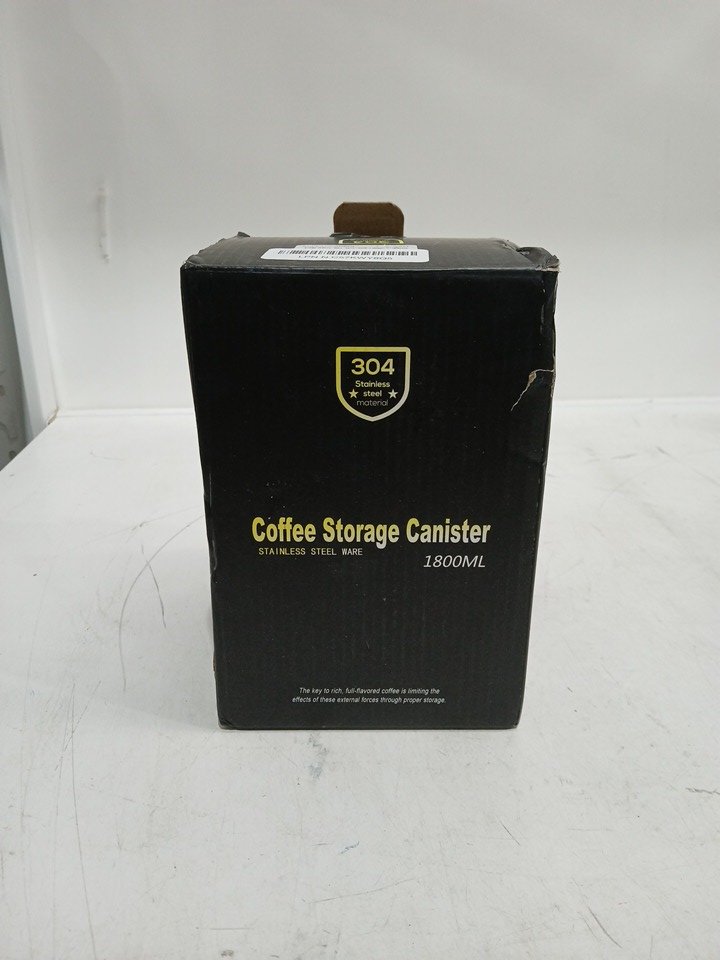 304
Stainless
steel
material
Coffee Storage Canister
STAINLESS STEEL WARE
1800ML
The key to rich, full-flavored coffee is limiting the
effects of these external forces through proper storage.